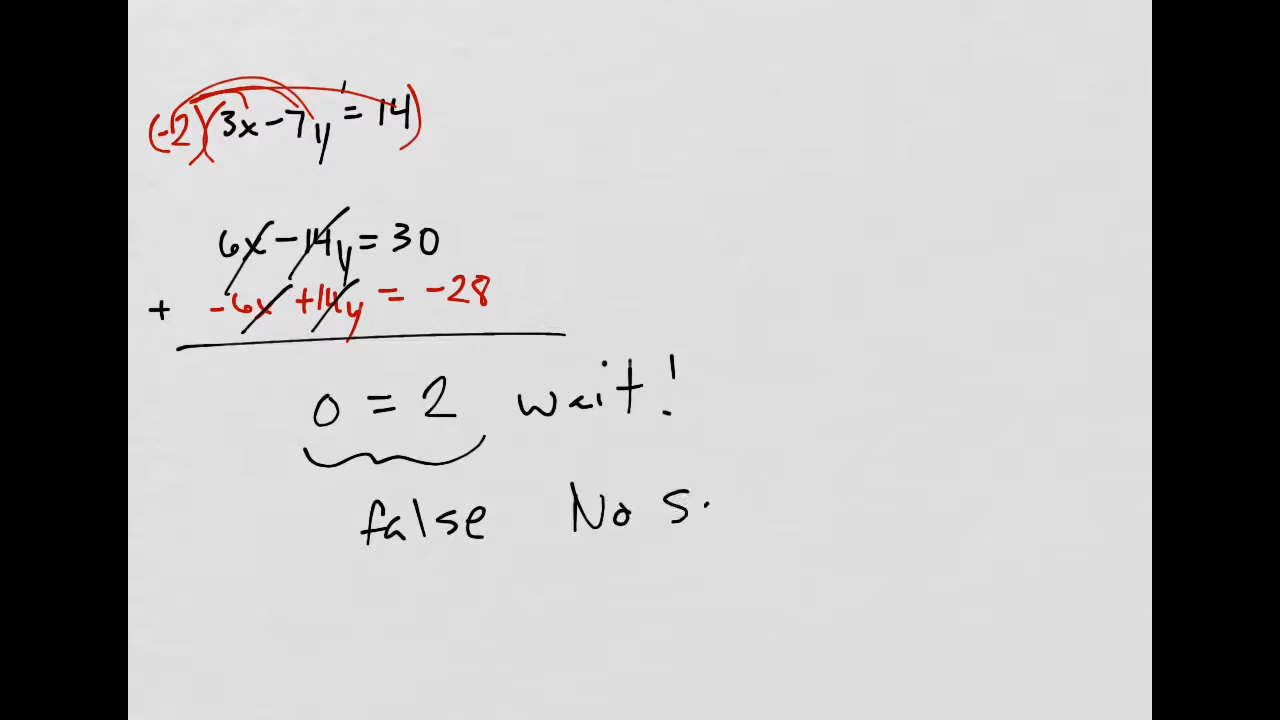 (-2)(3x-7y=14)
6x-14y=30
+ -6x+14y=-28
0=2 wait!
false No s.